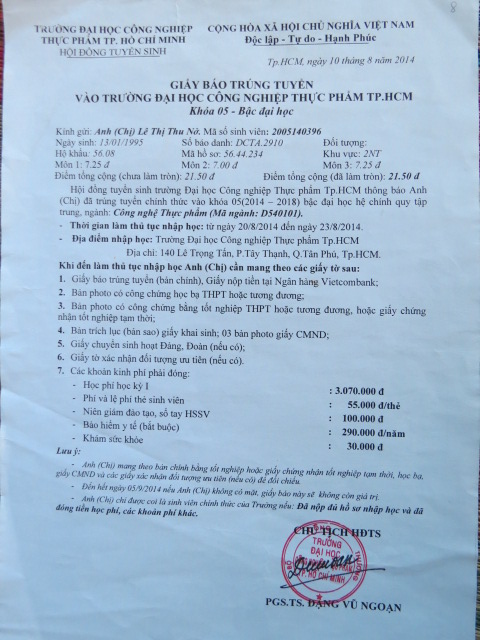 8
TRƯỜNG ĐẠI HỌC CÔNG NGHIỆP
THỰC PHẨM TP. HỒ CHÍ MINH
HỘI ĐỒNG TUYỂN SINH
CỘNG HÒA XÃ HỘI CHỦ NGHĨA VIỆT NAM
Độc lập - Tự do - Hạnh Phúc
Tp.HCM, ngày 10 tháng 8 năm 2014
GIẤY BÁO TRÚNG TUYỂN
VÀO TRƯỜNG ĐẠI HỌC CÔNG NGHIỆP THỰC PHẨM TP.HCM
Khóa 05 - Bậc đại học
Kính gửi: Anh (Chị) Lê Thị Thu Nở. Mã số sinh viên: 2005140396
Ngày sinh: 13/01/1995 Số báo danh: DCTA.2910 Đối tượng:
Hộ khẩu: 56.08 Mã hồ sơ: 56.44.234 Khu vực: 2NT
Môn 1: 7.25 đ Môn 2: 7.00 đ Môn 3: 7.25 đ
Điểm tổng cộng (chưa làm tròn): 21.50 đ Điểm tổng cộng (đã làm tròn): 21.50 đ
Hội đồng tuyển sinh trường Đại học Công nghiệp Thực phẩm Tp.HCM thông báo Anh
(Chị) đã trúng tuyển chính thức vào khóa 05(2014 – 2018) bậc đại học hệ chính quy tập
trung, ngành: Công nghệ Thực phẩm (Mã ngành: D540101).
- Thời gian làm thủ tục nhập học: từ ngày 20/8/2014 đến ngày 23/8/2014.
- Địa điểm nhập học: Trường Đại học Công nghiệp Thực phẩm Tp.HCM
Địa chỉ: 140 Lê Trọng Tấn, P.Tây Thạnh, Q.Tân Phú, Tp.HCM.
Khi đến làm thủ tục nhập học Anh (Chị) cần mang theo các giấy tờ sau:
1. Giấy báo trúng tuyển (bản chính), Giấy nộp tiền tại Ngân hàng Vietcombank;
2. Bản photo có công chứng học bạ THPT hoặc tương đương;
3. Bản photo có công chứng bằng tốt nghiệp THPT hoặc tương đương, hoặc giấy chứng
nhận tốt nghiệp tạm thời;
4. Bản trích lục (bản sao) giấy khai sinh; 03 bản photo giấy CMND;
5. Giấy chuyển sinh hoạt Đảng, Đoàn (nếu có);
6. Giấy tờ xác nhận đối tượng ưu tiên (nếu có).
7. Các khoản kinh phí phải đóng:
- Học phí học kỳ I : 3.070.000 đ
- Phí và lệ phí thẻ sinh viên : 55.000 đ/thẻ
- Niên giám đào tạo, sổ tay HSSV : 100.000 đ
- Bảo hiểm y tế (bắt buộc) : 290.000 đ/năm
- Khám sức khỏe : 30.000 đ
Lưu ý:
- Anh (Chị) mang theo bản chính bằng tốt nghiệp hoặc giấy chứng nhận tốt nghiệp tạm thời, học bạ,
giấy CMND và các giấy xác nhận đối tượng ưu tiên (nếu có) để đối chiếu.
- Đến hết ngày 05/9/2014 nếu Anh (Chị) không có mặt, giấy báo này sẽ không còn giá trị.
- Anh (Chị) chỉ được coi là sinh viên chính thức của Trường nếu: Đã nộp đủ hồ sơ nhập học và đã
đóng tiền học phí, các khoản phí khác.
CHỦ TỊCH HĐTS
TRƯỜNG
ĐẠI HỌC
TP. HỒ CHÍ MINH
PGS.TS. ĐẶNG VŨ NGOẠN